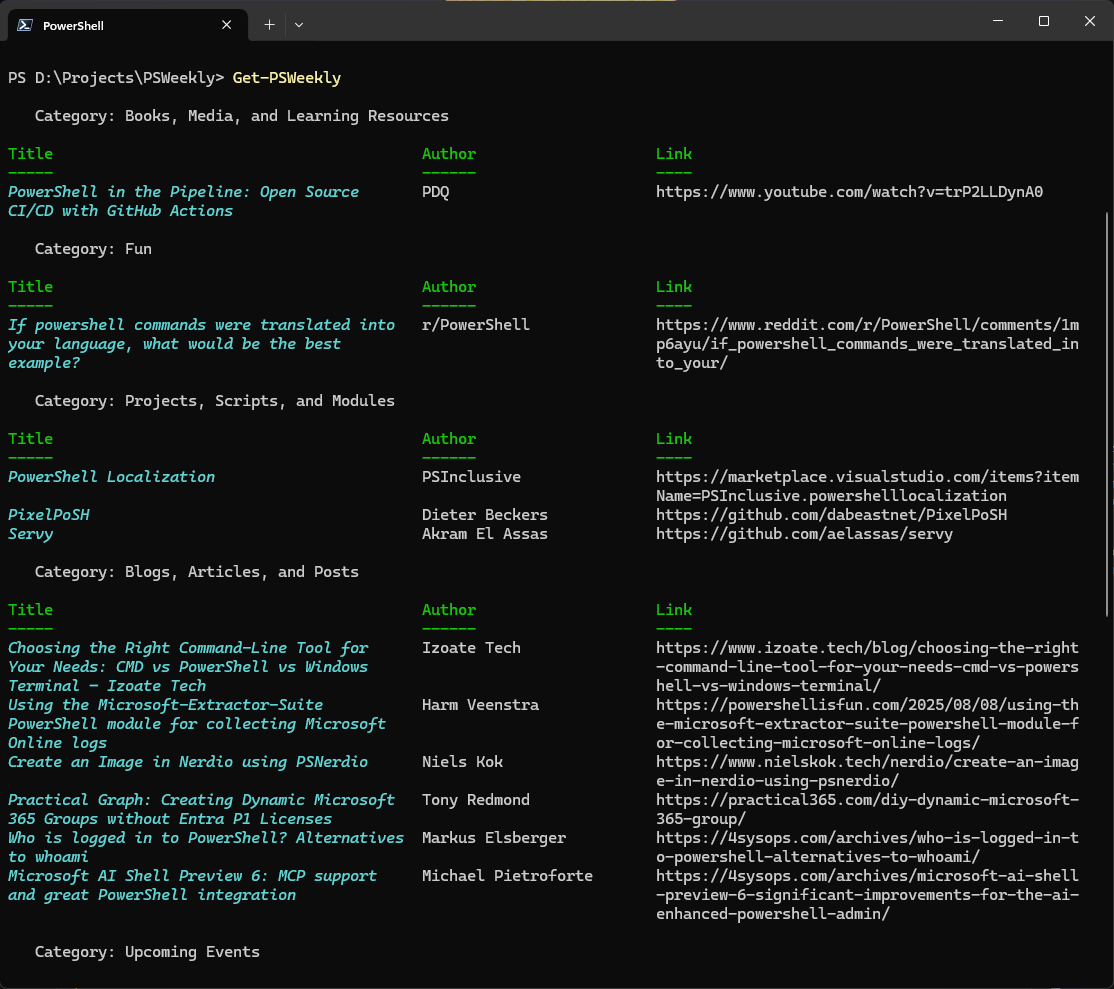 PowerShell
PS D:\Projects\PSWeekly> Get-PSWeekly
Category: Books, Media, and Learning Resources
Title Author Link
----- ------ ----
PowerShell in the Pipeline: Open Source PDQ https://www.youtube.com/watch?v=trP2LLDynA0
CI/CD with GitHub Actions
Category: Fun
Title Author Link
----- ------ ----
If powershell commands were translated into r/PowerShell https://www.reddit.com/r/PowerShell/comments/1m
your language, what would be the best p6ayu/if_powershell_commands_were_translated_in
example? to_your/
Category: Projects, Scripts, and Modules
Title Author Link
----- ------ ----
PowerShell Localization PSInclusive https://marketplace.visualstudio.com/items?item
Name=PSInclusive.powershelllocalization
PixelPoSH Dieter Beckers https://github.com/dabeastnet/PixelPoSH
Servy Akram El Assas https://github.com/aelassas/servy
Category: Blogs, Articles, and Posts
Title Author Link
----- ------ ----
Choosing the Right Command-Line Tool for Izoate Tech https://www.izoate.tech/blog/choosing-the-right
Your Needs: CMD vs PowerShell vs Windows -command-line-tool-for-your-needs-cmd-vs-powers
Terminal - Izoate Tech hell-vs-windows-terminal/
Using the Microsoft-Extractor-Suite Harm Veenstra https://powershellisfun.com/2025/08/08/using-th
PowerShell module for collecting Microsoft e-microsoft-extractor-suite-powershell-module-f
Online logs or-collecting-microsoft-online-logs/
Create an Image in Nerdio using PSNerdio Niels Kok https://www.nielskok.tech/nerdio/create-an-imag
e-in-nerdio-using-psnerdio/
Practical Graph: Creating Dynamic Microsoft Tony Redmond https://practical365.com/diy-dynamic-microsoft-
365 Groups without Entra P1 Licenses 365-group/
Who is logged in to PowerShell? Alternatives Markus Elsberger https://4sysops.com/archives/who-is-logged-in-t
to whoami o-powershell-alternatives-to-whoami/
Microsoft AI Shell Preview 6: MCP support Michael Pietroforte https://4sysops.com/archives/microsoft-ai-shell
and great PowerShell integration -preview-6-significant-improvements-for-the-ai-
enhanced-powershell-admin/
Category: Upcoming Events